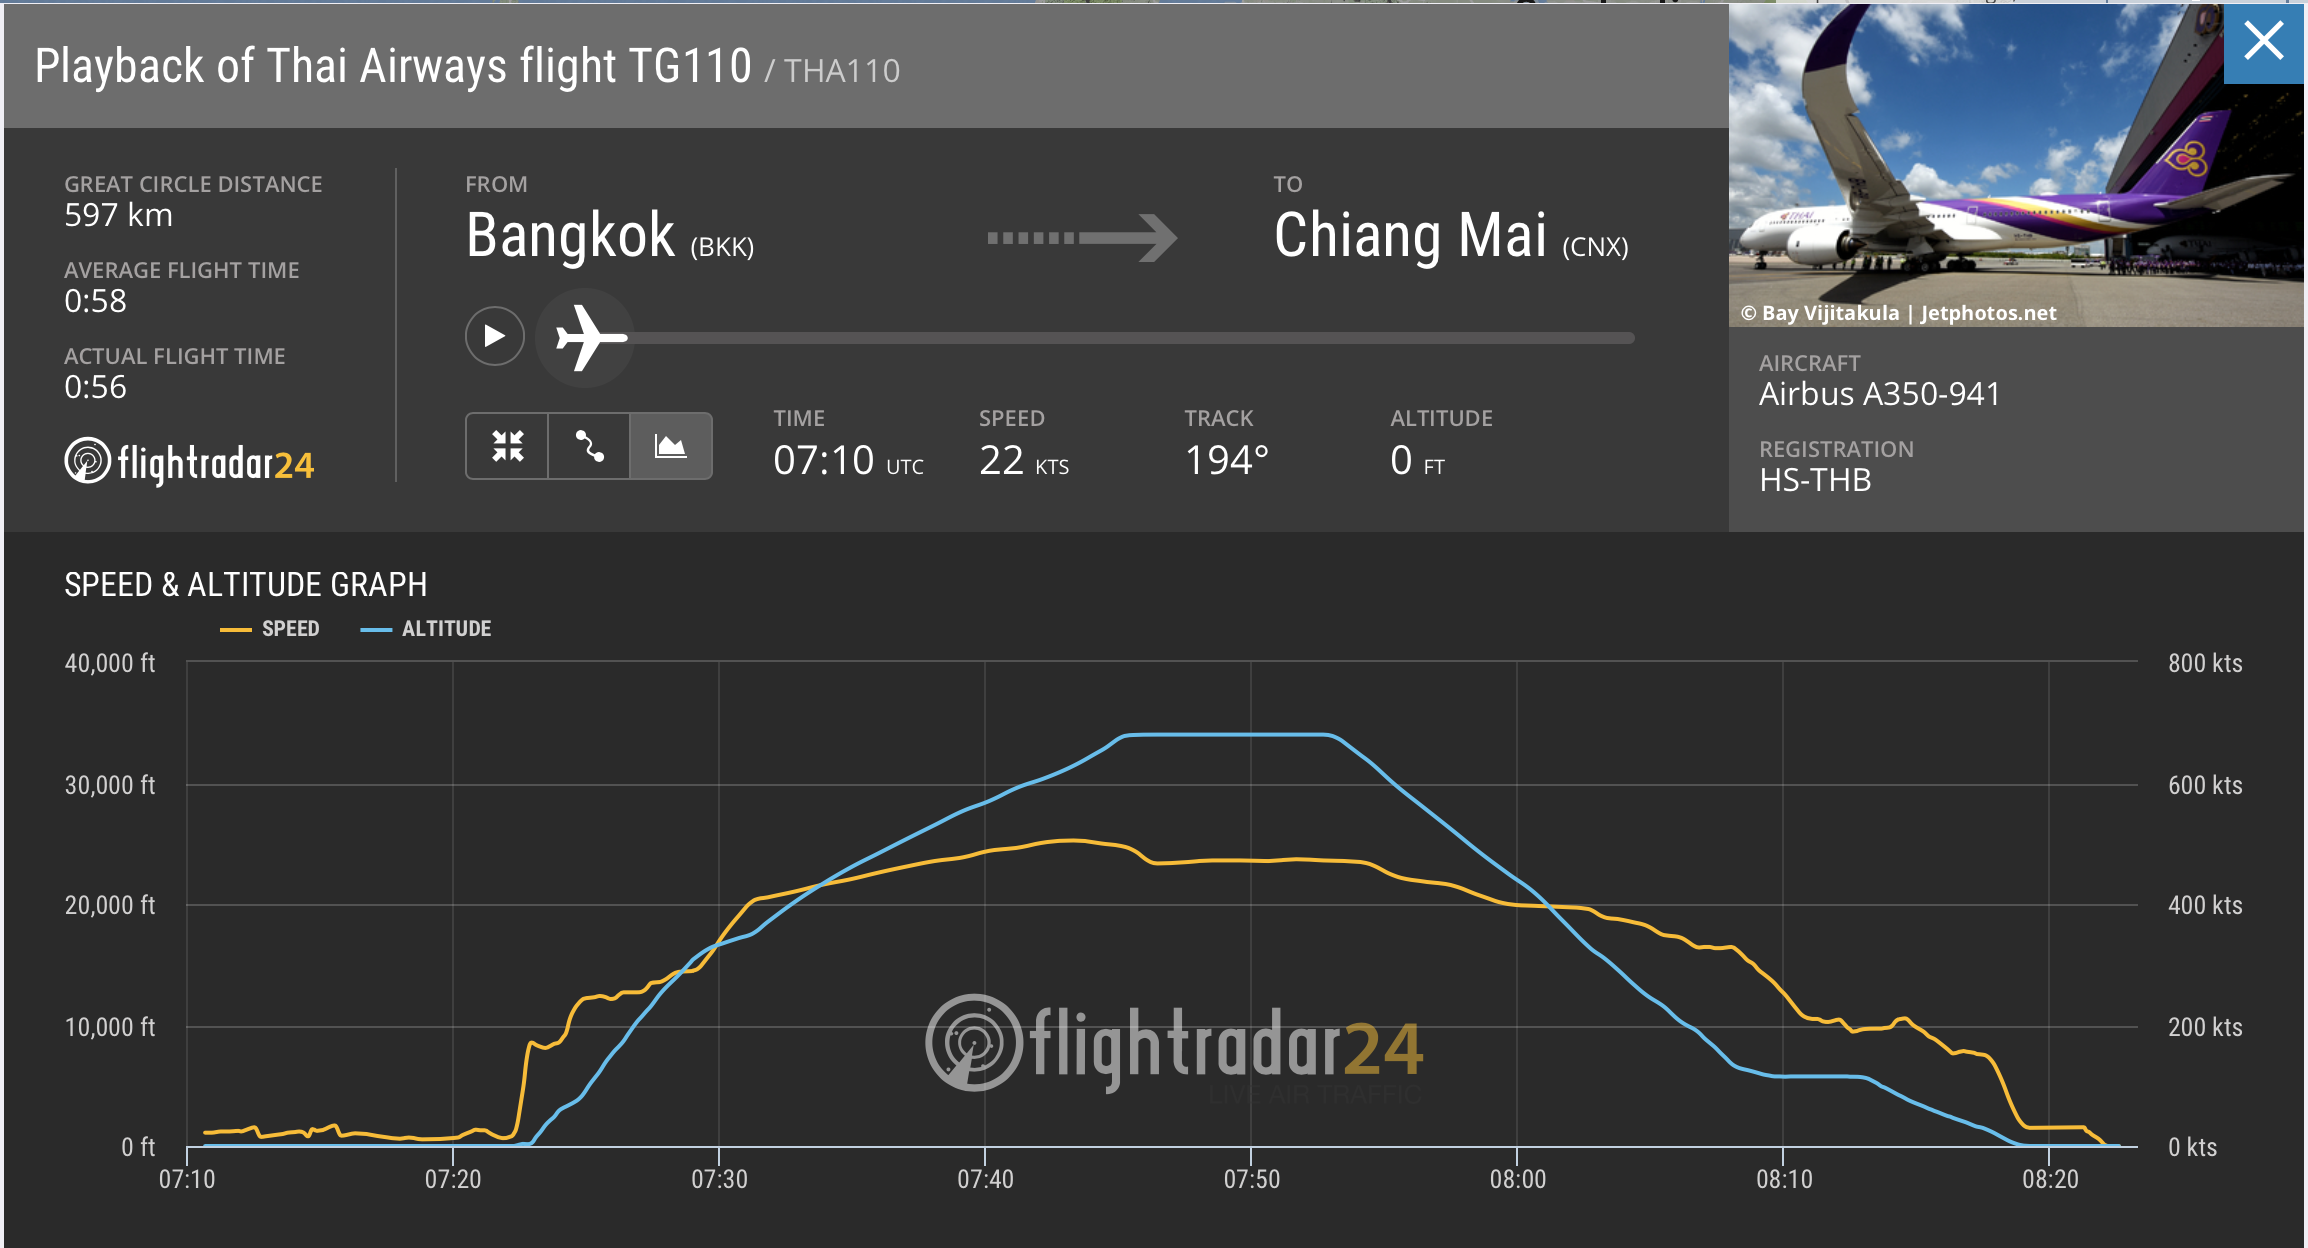 Playback of Thai Airways flight TG110 / THA110
GREAT CIRCLE DISTANCE
597 km
AVERAGE FLIGHT TIME
0:58
ACTUAL FLIGHT TIME
0:56
flightradar24
FROM
Bangkok (BKK)
TO
Chiang Mai (CNX)
TIME
07:10 UTC
SPEED
22 KTS
TRACK
194°
ALTITUDE
0 FT
THAI
© Bay Vijitakula | Jetphotos.net
AIRCRAFT
Airbus A350-941
REGISTRATION
HS-THB
SPEED & ALTITUDE GRAPH
SPEED ALTITUDE
40,000 ft
30,000 ft
20,000 ft
10,000 ft
0 ft
800 kts
600 kts
400 kts
200 kts
0 kts
flightradar24
LIVE AIR TRAFFIC
07:10 07:20 07:30 07:40 07:50 08:00 08:10 08:20